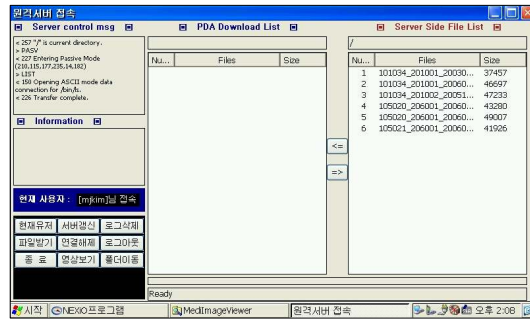 원격서버 접속
Server control msg
PDA Download List
Server Side File List
< 257 "/" is current directory.
> PASV
< 227 Entering Passive Mode
(210,115,177,235,14,182)
> LIST
< 150 Opening ASCII mode data
connection for /bin/ls.
< 226 Transfer complete.
/
Nu... Files Size
Nu... Files Size
1 101034_201001_20030... 37457
2 101034_201001_20060... 46697
3 101034_201002_20051... 47233
4 105020_206001_20060... 43280
5 105020_206001_20060... 49007
6 105021_206001_20060... 41926
Information
<=
=>
현재 사용자 : [mjkim]님 접속
현재유저 서버갱신 로그삭제
파일받기 연결해제 로그아웃
종 료 영상보기 폴더이동
Ready
시작 NEXIO프로그램 MedImageViewer 원격서버 접속 오후 2:08